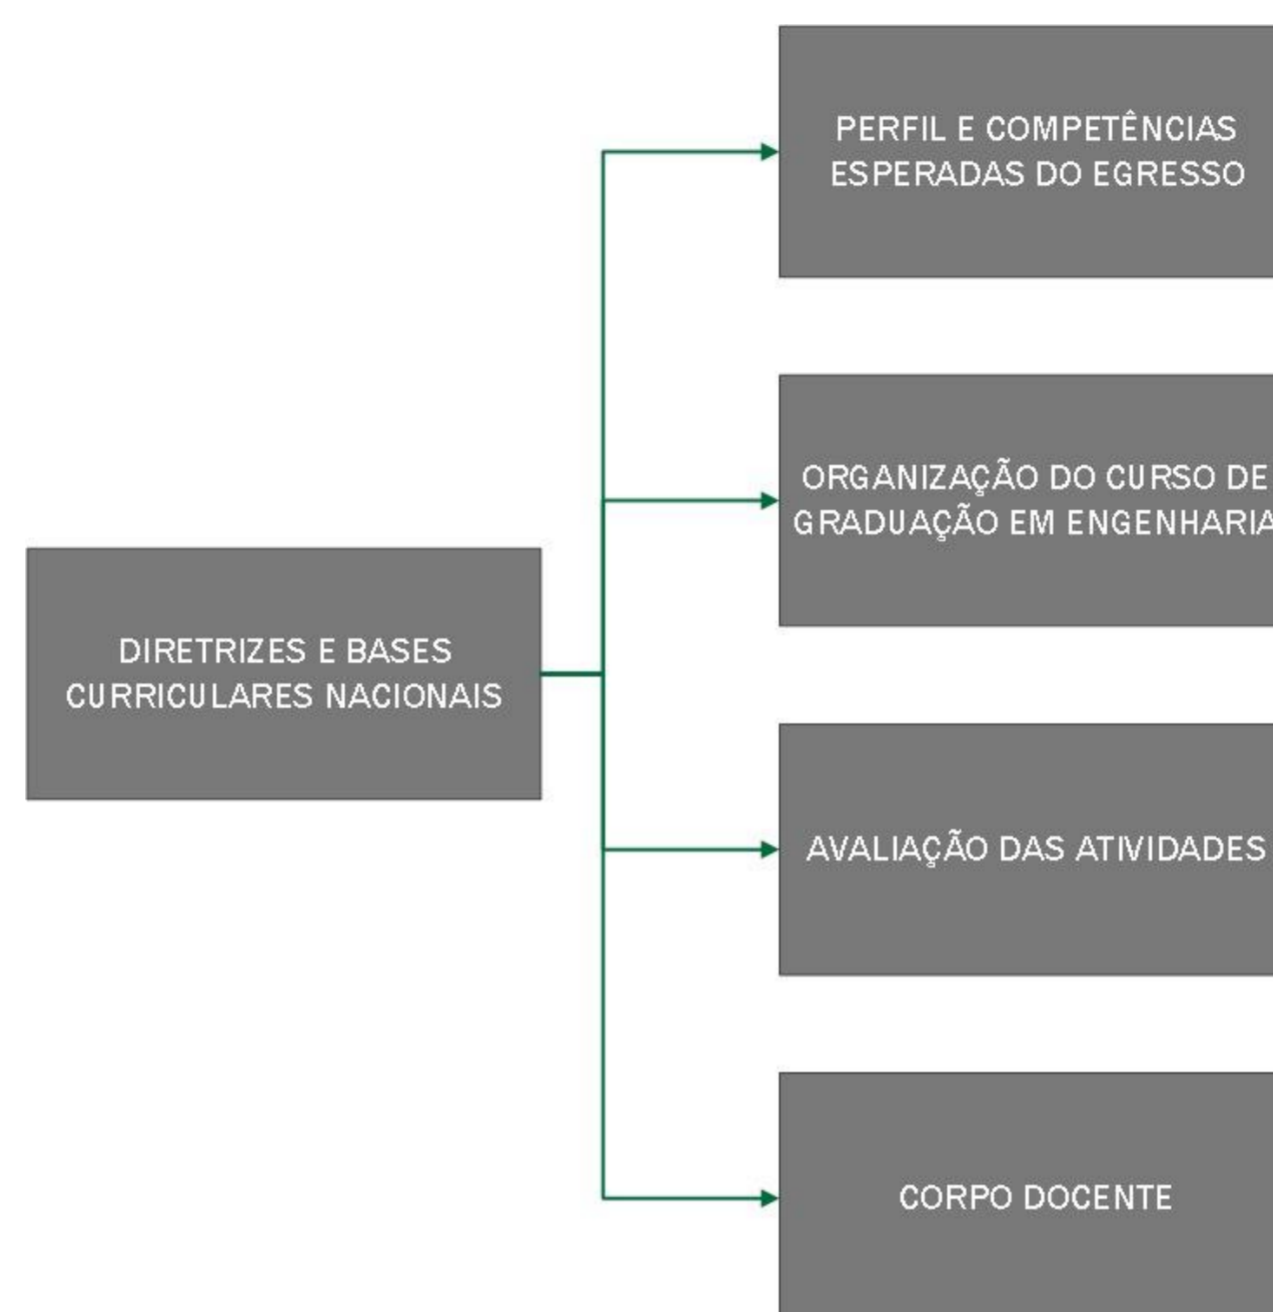 PERFIL E COMPETÊNCIAS
ESPERADAS DO EGRESSO
ORGANIZAÇÃO DO CURSO DE
GRADUAÇÃO EM ENGENHARIA
DIRETRIZES E BASES
CURRICULARES NACIONAIS
AVALIAÇÃO DAS ATIVIDADES
CORPO DOCENTE